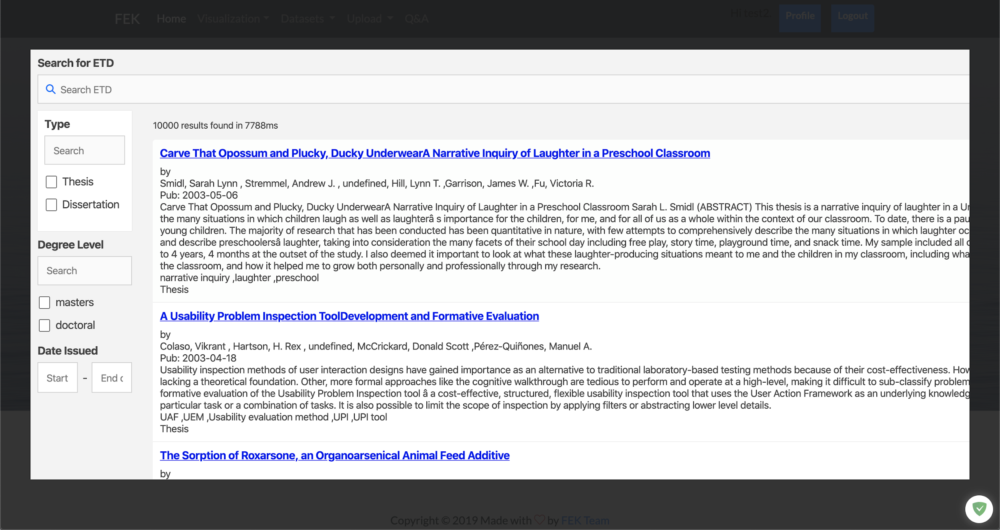 FEK Home Visualization Datasets Upload Q&A Hi test2. Profile Logout
Search for ETD
Search ETD
Type
Search
Thesis
Dissertation
Degree Level
Search
masters
doctoral
Date Issued
Start - End
10000 results found in 7788ms
Carve That Opossum and Plucky, Ducky UnderwearA Narrative Inquiry of Laughter in a Preschool Classroom
by
Smidl, Sarah Lynn , Stremmel, Andrew J. , undefined, Hill, Lynn T. ,Garrison, James W. ,Fu, Victoria R.
Pub: 2003-05-06
Carve That Opossum and Plucky, Ducky UnderwearA Narrative Inquiry of Laughter in a Preschool Classroom Sarah L. Smidl (ABSTRACT) This thesis is a narrative inquiry of laughter in a
the many situations in which children laugh as well as laughterâ s importance for the children, for me, and for all of us as a whole within the context of our classroom. To date, there is a pau
young children. The majority of research that has been conducted has been quantitative in nature, with few attempts to comprehensively describe the many situations in which laughter oc
and describe preschoolersâ laughter, taking into consideration the many facets of their school day including free play, story time, playground time, and snack time. My sample included all
to 4 years, 4 months at the outset of the study. I also deemed it important to look at what these laughter-producing situations meant to me and the children in my classroom, including wha
the classroom, and how it helped me to grow both personally and professionally through my research.
narrative inquiry ,laughter ,preschool
Thesis
A Usability Problem Inspection ToolDevelopment and Formative Evaluation
by
Colaso, Vikrant , Hartson, H. Rex , undefined, McCrickard, Donald Scott ,Pérez-Quiñones, Manuel A.
Pub: 2003-04-18
Usability inspection methods of user interaction designs have gained importance as an alternative to traditional laboratory-based testing methods because of their cost-effectiveness. How
lacking a theoretical foundation. Other, more formal approaches like the cognitive walkthrough are tedious to perform and operate at a high-level, making it difficult to sub-classify problem
formative evaluation of the Usability Problem Inspection tool â a cost-effective, structured, flexible usability inspection tool that uses the User Action Framework as an underlying knowledg
particular task or a combination of tasks. It is also possible to limit the scope of inspection by applying filters or abstracting lower level details.
UAF ,UEM ,Usability evaluation method ,UPI ,UPI tool
Thesis
The Sorption of Roxarsone, an Organoarsenical Animal Feed Additive
by
Copyright © 2019 Made with ♡ by FEK Team